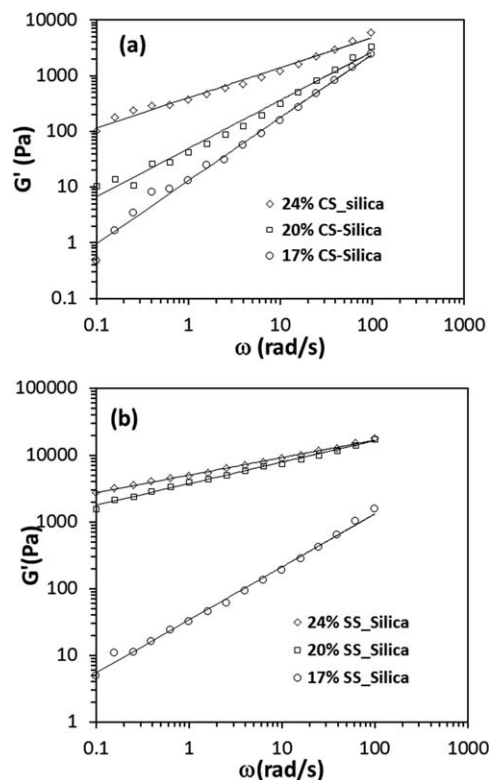 (a)
10000
1000
100
10
1
0.1
G' (Pa)
24% CS_silica
20% CS-Silica
17% CS-Silica
0.1 1 10 100 1000
ω (rad/s)
(b)
100000
10000
1000
100
10
1
G'(Pa)
24% SS_Silica
20% SS_Silica
17% SS_Silica
0.1 1 10 100 1000
ω (rad/s)